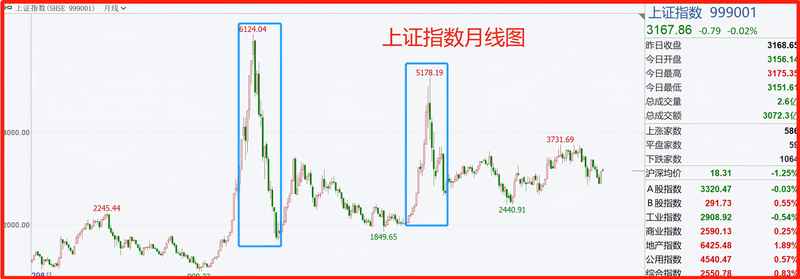 上证指数(SHSE 999001) 月线
上证指数月线图
6124.04
5178.19
3731.69
4000.00
2245.44
2440.91
2000.00
1849.65
上证指数 999001
3167.86 -0.79 -0.02%
昨日收盘 3168.65
今日开盘 3156.14
今日最高 3175.35
今日最低 3151.61
总成交量 2.6亿
总成交额 3072.3亿
上涨家数 586
平盘家数 59
下跌家数 1064
沪深均价 18.31 -1.25%
A股指数 3320.47 -0.03%
B股指数 291.73 0.55%
工业指数 2908.92 -0.54%
商业指数 2590.13 0.25%
地产指数 6425.48 1.89%
公用指数 4540.47 0.57%
综合指数 2550.78 0.83%